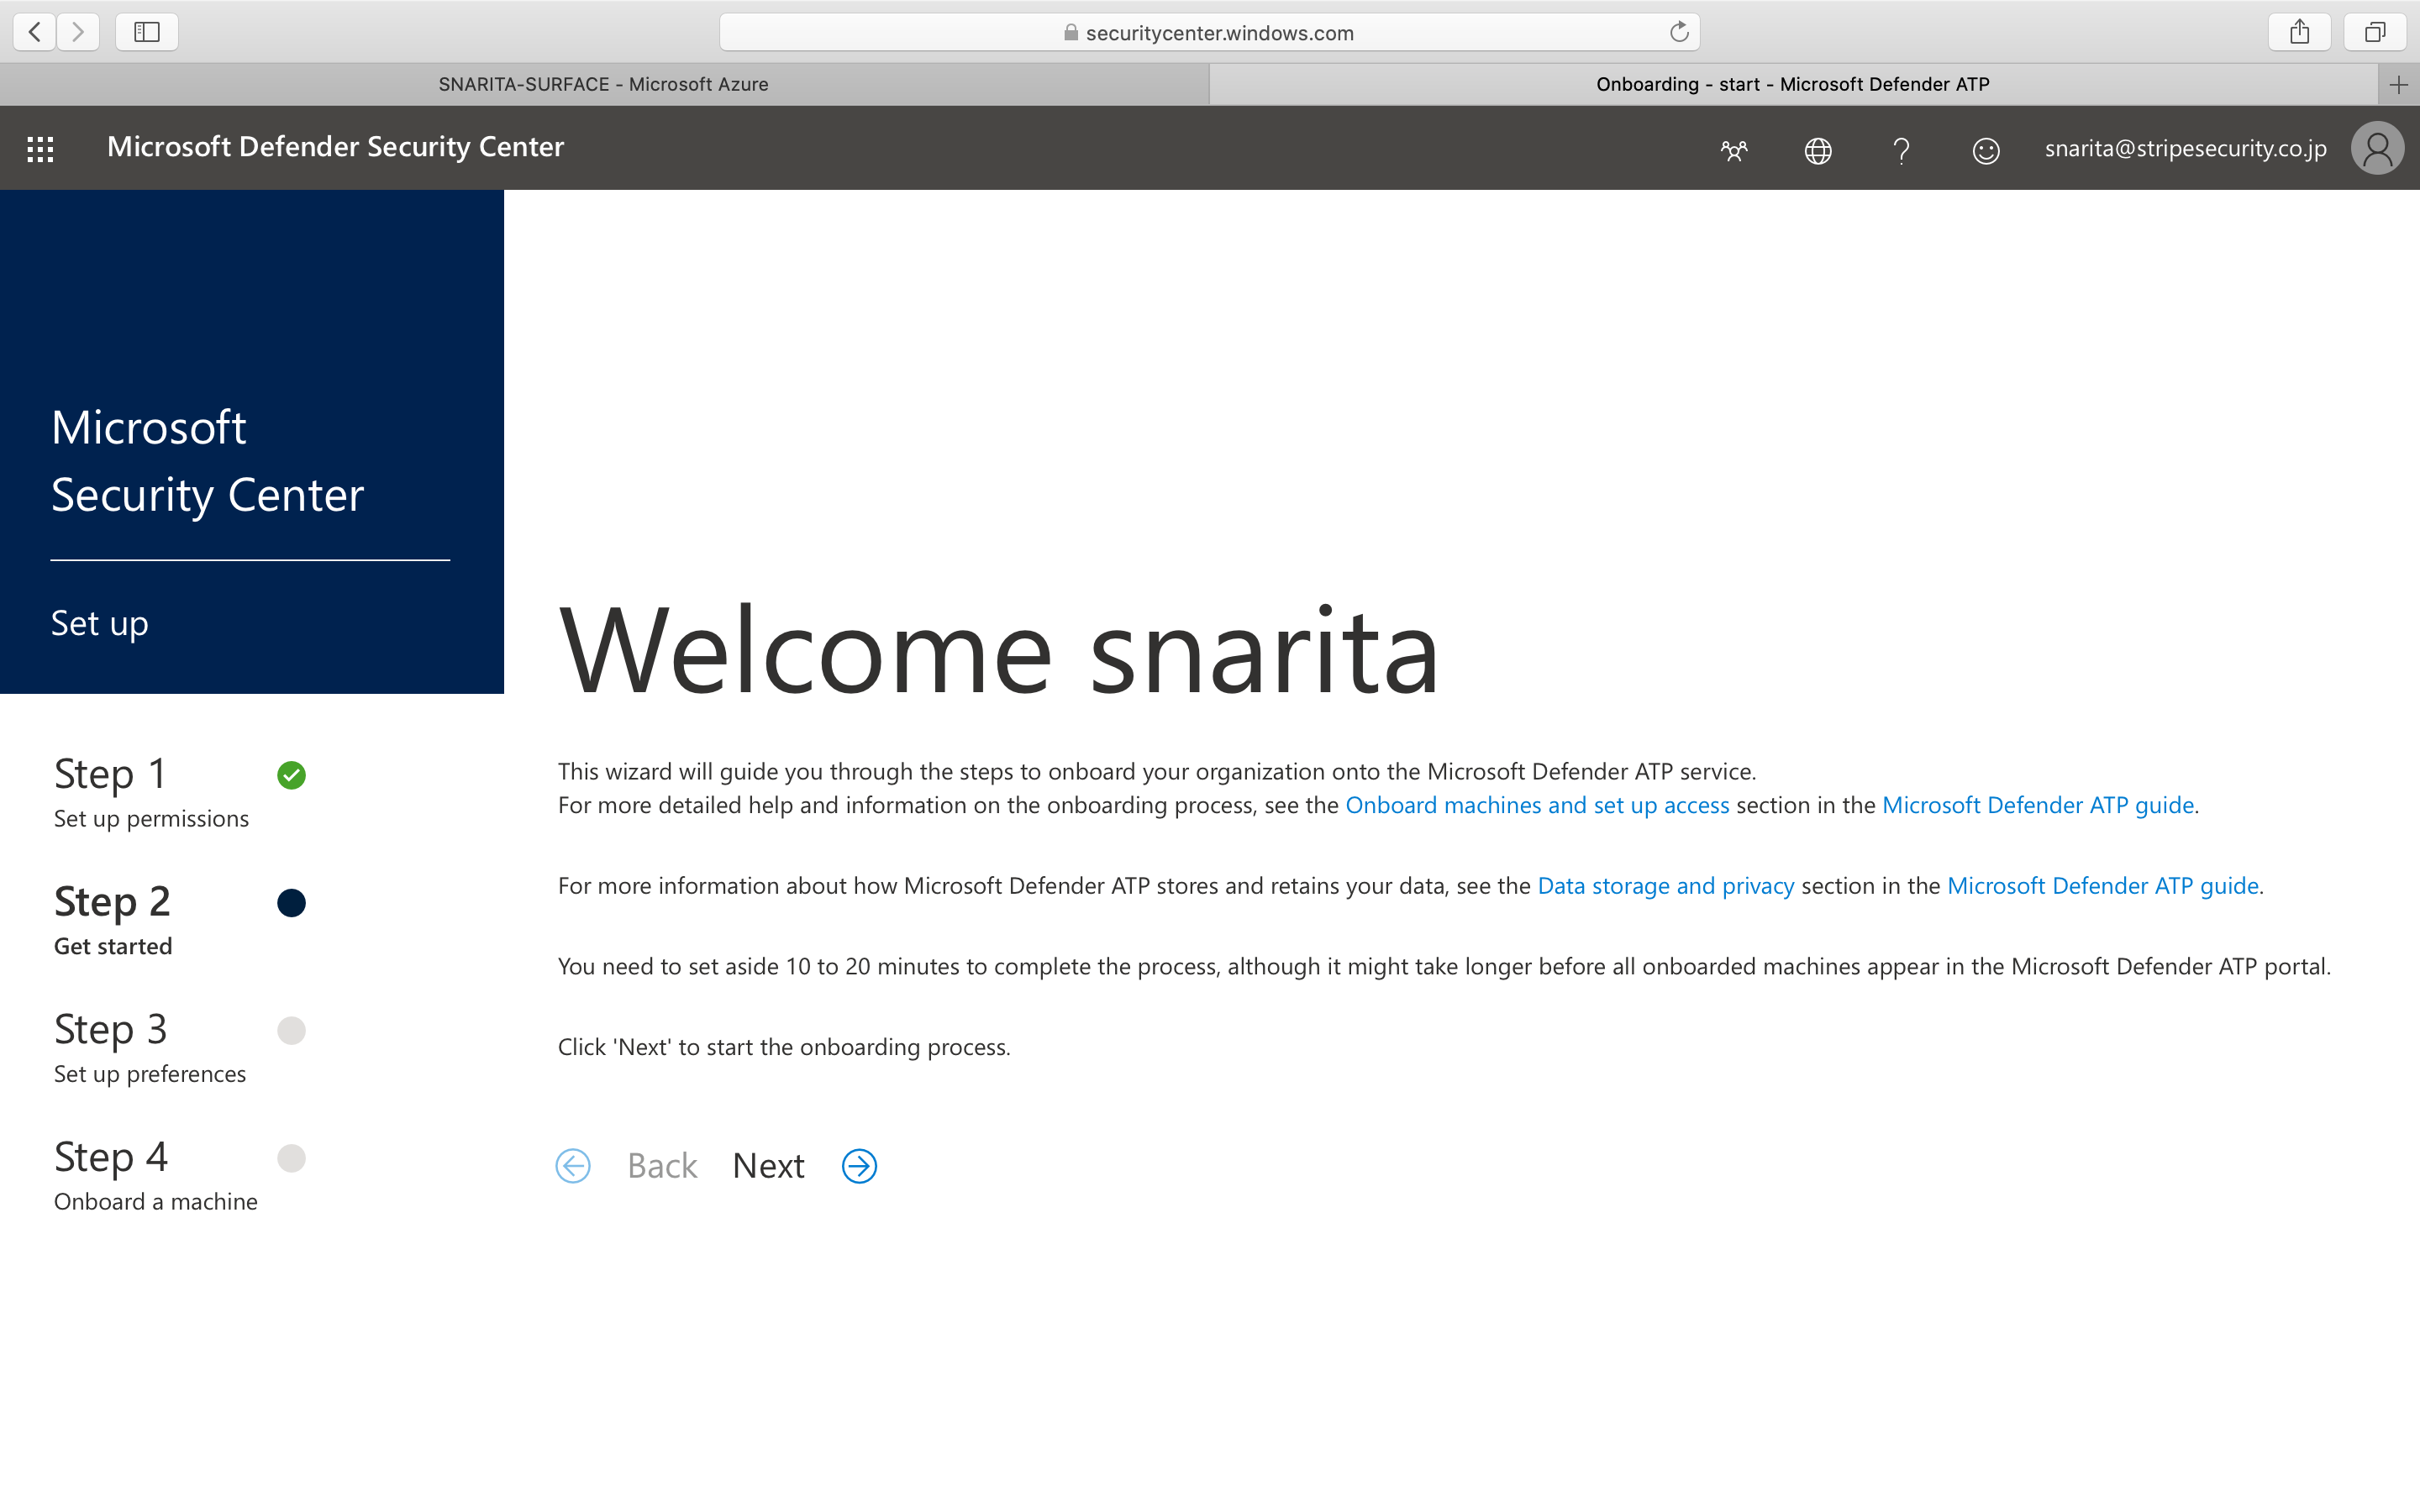 securitycenter.windows.com
SNARITA-SURFACE - Microsoft Azure
Onboarding - start - Microsoft Defender ATP
Microsoft Defender Security Center
snarita@stripesecurity.co.jp
Microsoft
Security Center
Set up
Step 1
Set up permissions
Step 2
Get started
Step 3
Set up preferences
Step 4
Onboard a machine
Welcome snarita
This wizard will guide you through the steps to onboard your organization onto the Microsoft Defender ATP service.
For more detailed help and information on the onboarding process, see the Onboard machines and set up access section in the Microsoft Defender ATP guide.
For more information about how Microsoft Defender ATP stores and retains your data, see the Data storage and privacy section in the Microsoft Defender ATP guide.
You need to set aside 10 to 20 minutes to complete the process, although it might take longer before all onboarded machines appear in the Microsoft Defender ATP portal.
Click 'Next' to start the onboarding process.
Back Next